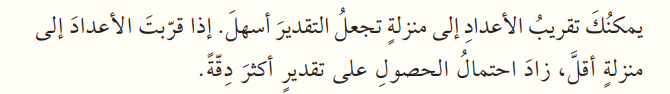 يمكنُكَ تقريبُ الأعدادِ إلى منزلةٍ تجعلُ التقديرَ أسهلَ. إذا قرّبتَ الأعدادَ إلى
منزلةٍ أقلَّ، زادَ احتمالُ الحصولِ على تقديرٍ أكثرَ دِقّةً.